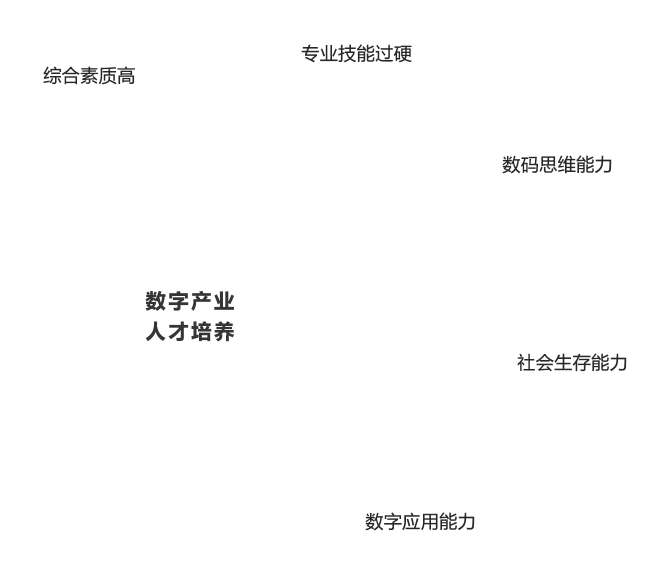 专业技能过硬
综合素质高
数码思维能力
数字产业
人才培养
社会生存能力
数字应用能力